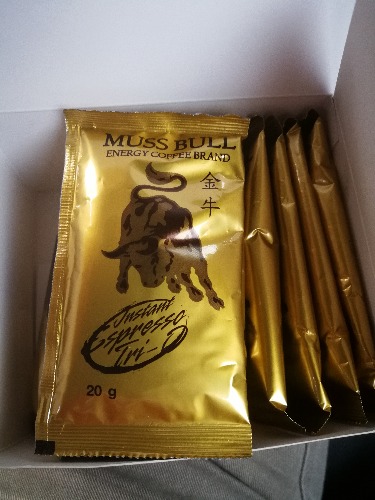 MUSS BULL
ENERGY COFFEE BRAND
金
牛
Instant
Espresso
Tri-
20 g